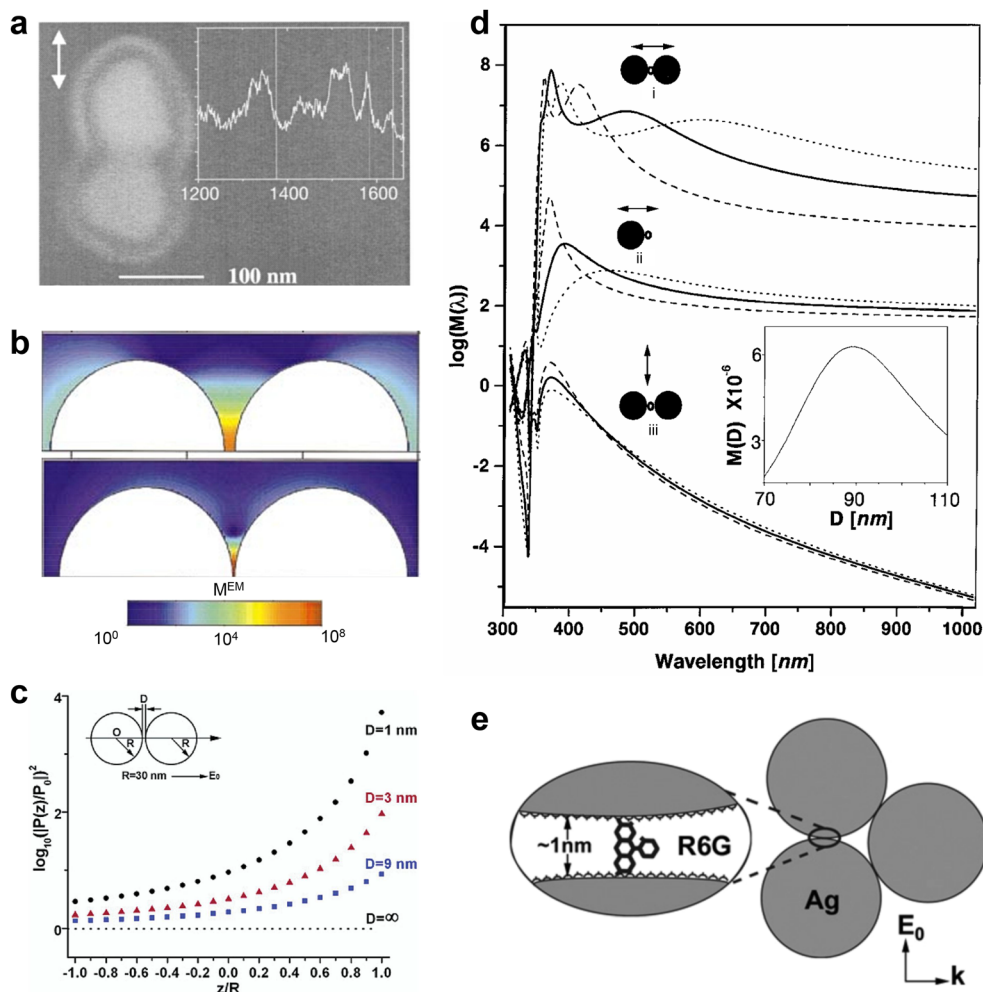 a
1200
1400
1600
100 nm
b
M^EM
10^0
10^4
10^8
c
4
2
0
log10(|P(z)/P0|)^2
D
O
R
R
R=30 nm
E0
D=1 nm
D=3 nm
D=9 nm
D=∞
-1.0 -0.8 -0.6 -0.4 -0.2 0.0 0.2 0.4 0.6 0.8 1.0
z/R
d
8
6
4
2
0
-2
-4
log(M(λ))
i
ii
iii
6
3
M(D) X10^-6
70
90
110
D [nm]
300 400 500 600 700 800 900 1000
Wavelength [nm]
e
~1nm
R6G
Ag
E0
k